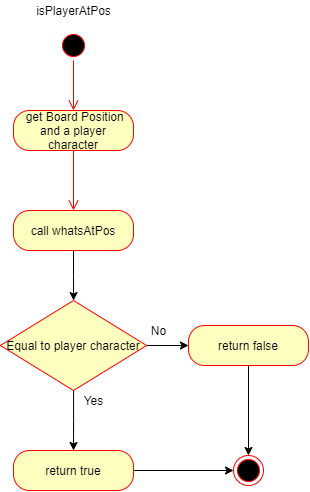 isPlayerAtPos
get Board Position
and a player
character
call whatsAtPos
Equal to player character
No
return false
Yes
return true